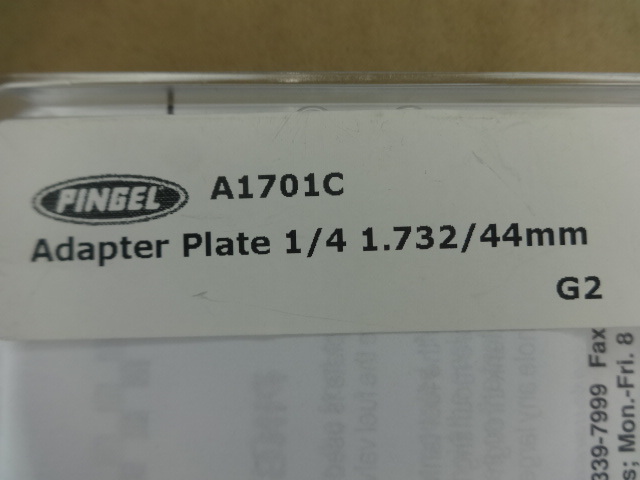 PINGEL A1701C
Adapter Plate 1/4 1.732/44mm
G2
339-7999 Fax
s; Mon.-Fri. 8